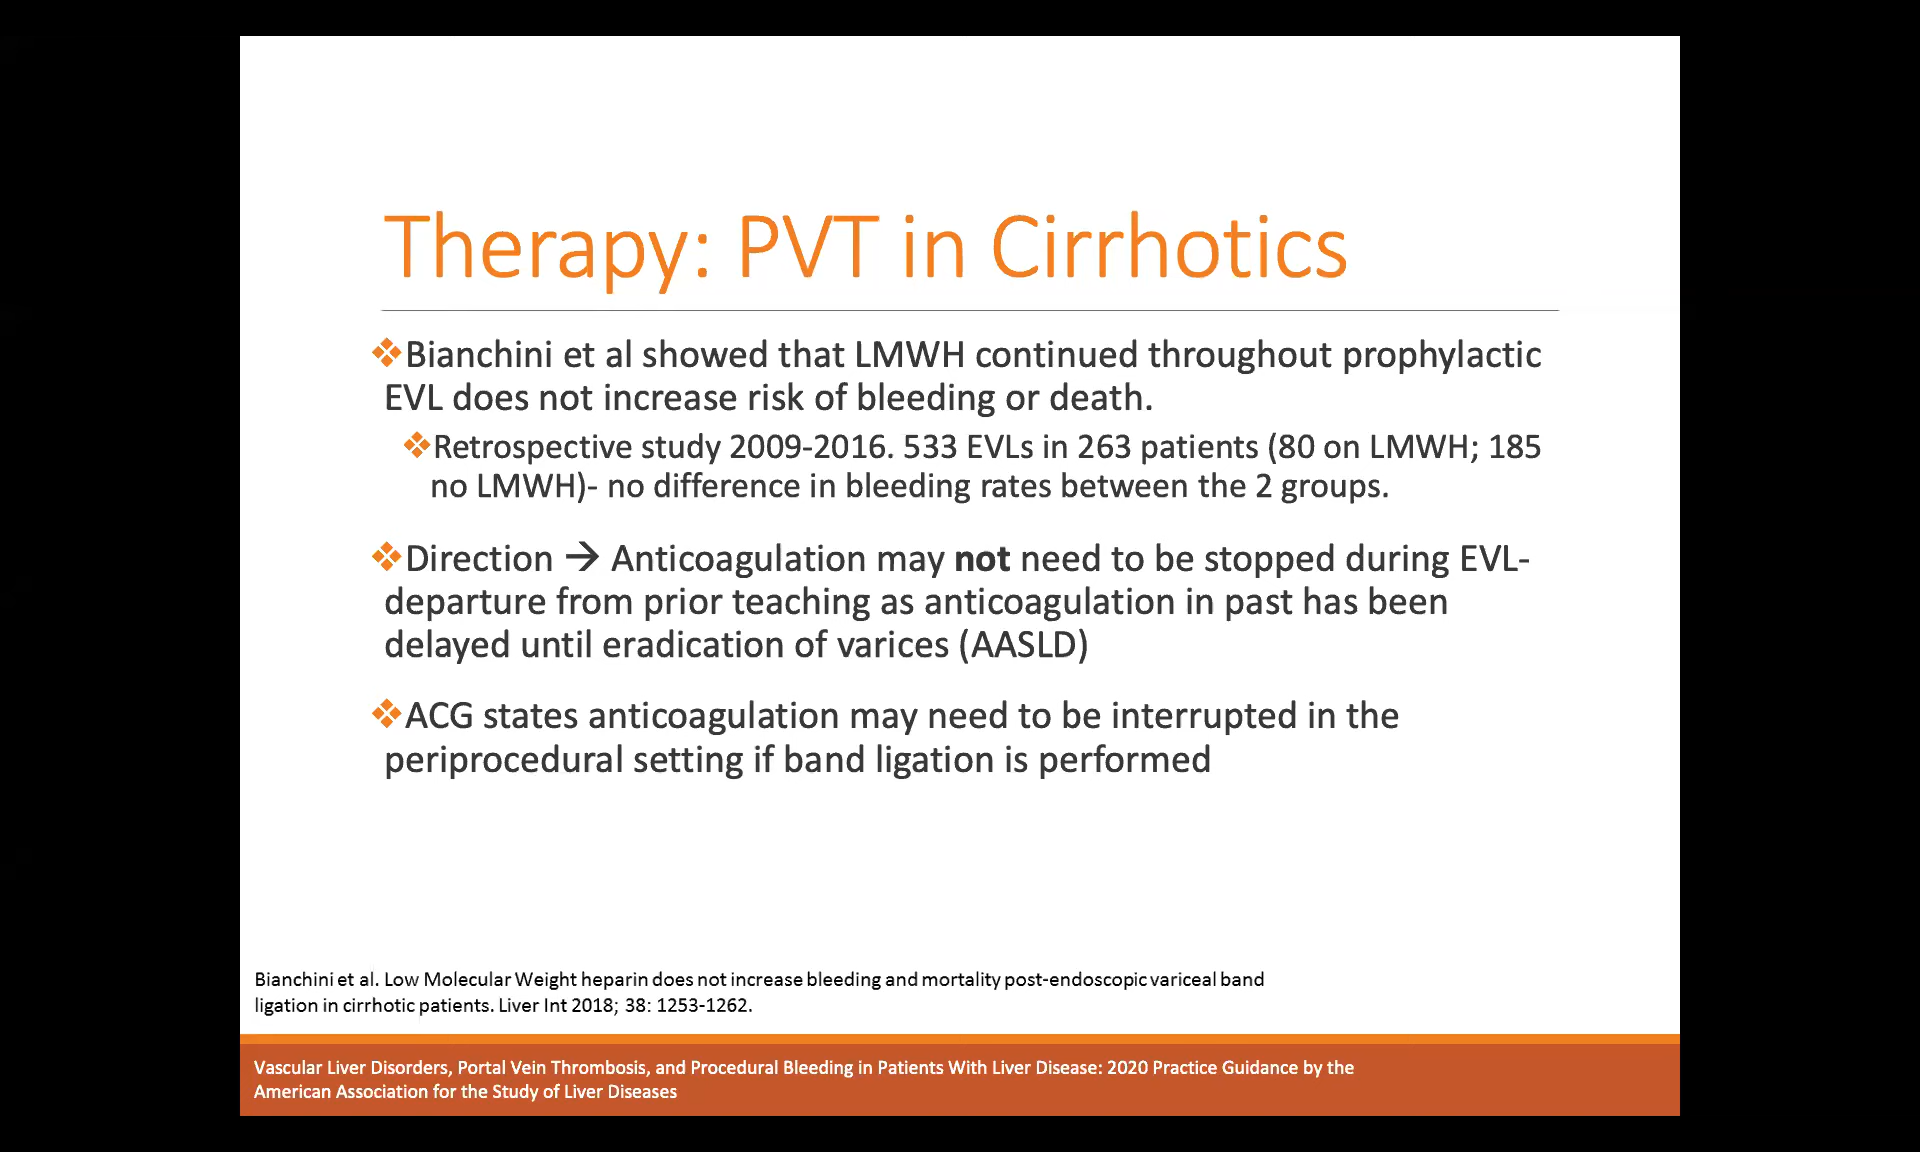 Therapy: PVT in Cirrhotics
❖Bianchini et al showed that LMWH continued throughout prophylactic
EVL does not increase risk of bleeding or death.
❖Retrospective study 2009-2016. 533 EVLs in 263 patients (80 on LMWH; 185
no LMWH)- no difference in bleeding rates between the 2 groups.
❖Direction → Anticoagulation may not need to be stopped during EVL-
departure from prior teaching as anticoagulation in past has been
delayed until eradication of varices (AASLD)
❖ACG states anticoagulation may need to be interrupted in the
periprocedural setting if band ligation is performed
Bianchini et al. Low Molecular Weight heparin does not increase bleeding and mortality post-endoscopic variceal band
ligation in cirrhotic patients. Liver Int 2018; 38: 1253-1262.
Vascular Liver Disorders, Portal Vein Thrombosis, and Procedural Bleeding in Patients With Liver Disease: 2020 Practice Guidance by the
American Association for the Study of Liver Diseases